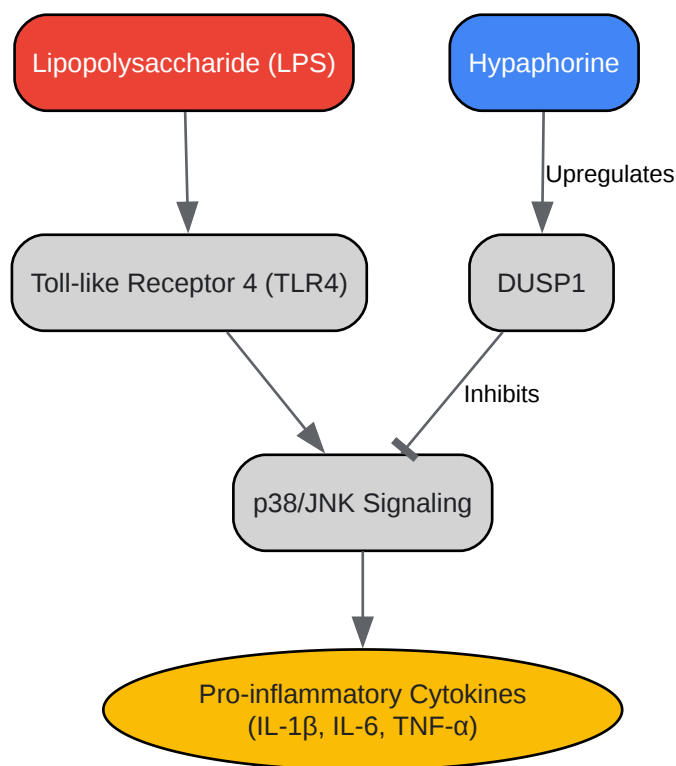 Lipopolysaccharide (LPS)
Hypaphorine
Upregulates
Toll-like Receptor 4 (TLR4)
DUSP1
Inhibits
p38/JNK Signaling
Pro-inflammatory Cytokines
(IL-1β, IL-6, TNF-α)